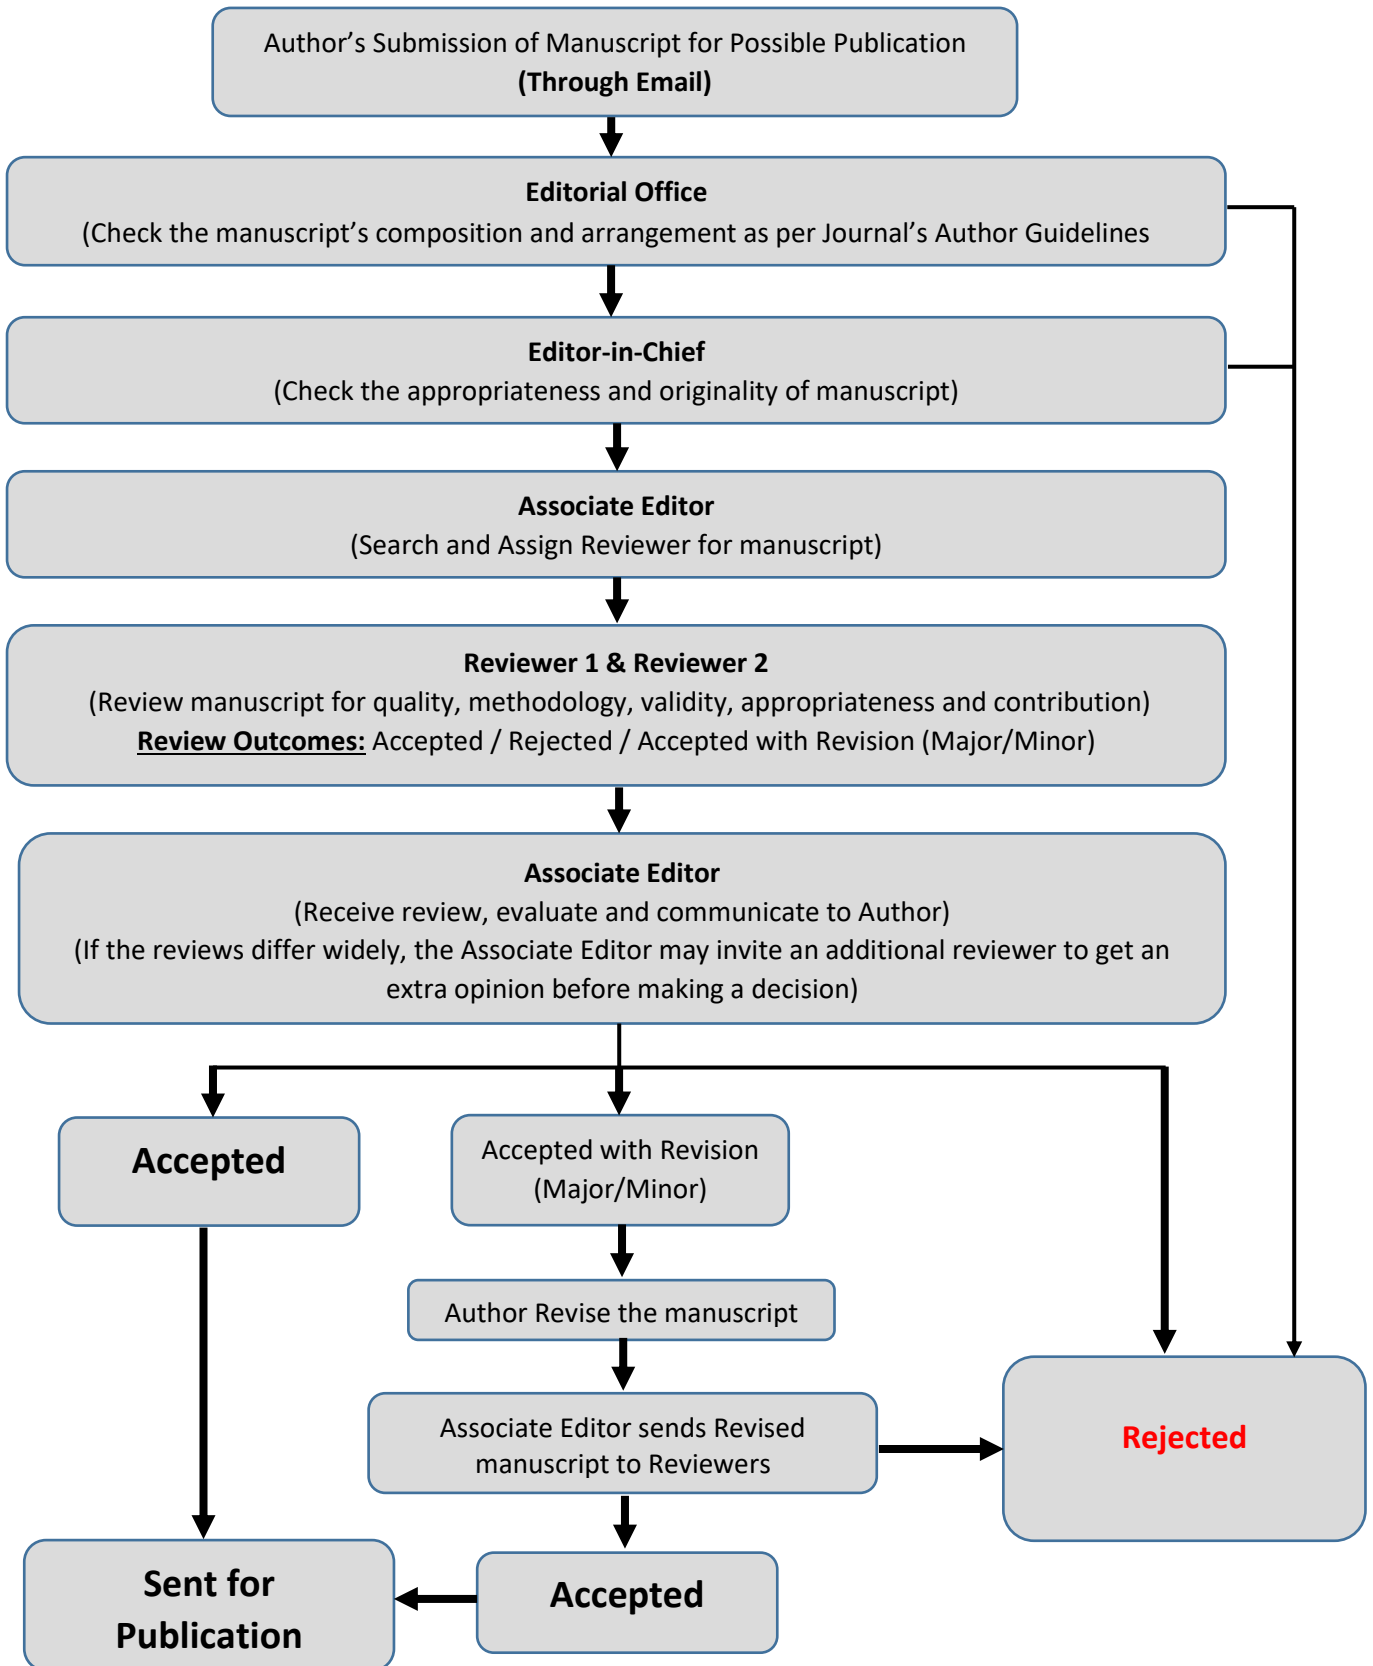 Author’s Submission of Manuscript for Possible Publication
(Through Email)
Editorial Office
(Check the manuscript’s composition and arrangement as per Journal’s Author Guidelines
Editor-in-Chief
(Check the appropriateness and originality of manuscript)
Associate Editor
(Search and Assign Reviewer for manuscript)
Reviewer 1 & Reviewer 2
(Review manuscript for quality, methodology, validity, appropriateness and contribution)
Review Outcomes: Accepted / Rejected / Accepted with Revision (Major/Minor)
Associate Editor
(Receive review, evaluate and communicate to Author)
(If the reviews differ widely, the Associate Editor may invite an additional reviewer to get an
extra opinion before making a decision)
Accepted
Accepted with Revision
(Major/Minor)
Author Revise the manuscript
Associate Editor sends Revised
manuscript to Reviewers
Rejected
Accepted
Sent for
Publication